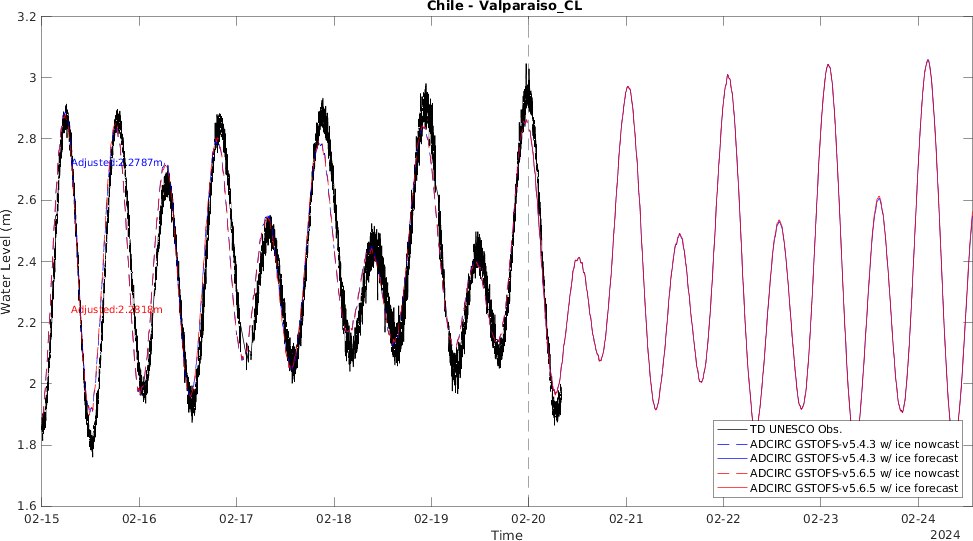 Chile - Valparaiso_CL
3.2
3
2.8
2.6
2.4
2.2
2
1.8
1.6
Water Level (m)
Adjusted:2.2787m
Adjusted:2.2818m
TD UNESCO Obs.
ADCIRC GSTOFS-v5.4.3 w/ ice nowcast
ADCIRC GSTOFS-v5.4.3 w/ ice forecast
ADCIRC GSTOFS-v5.6.5 w/ ice nowcast
ADCIRC GSTOFS-v5.6.5 w/ ice forecast
02-15 02-16 02-17 02-18 02-19 02-20 02-21 02-22 02-23 02-24
Time
2024